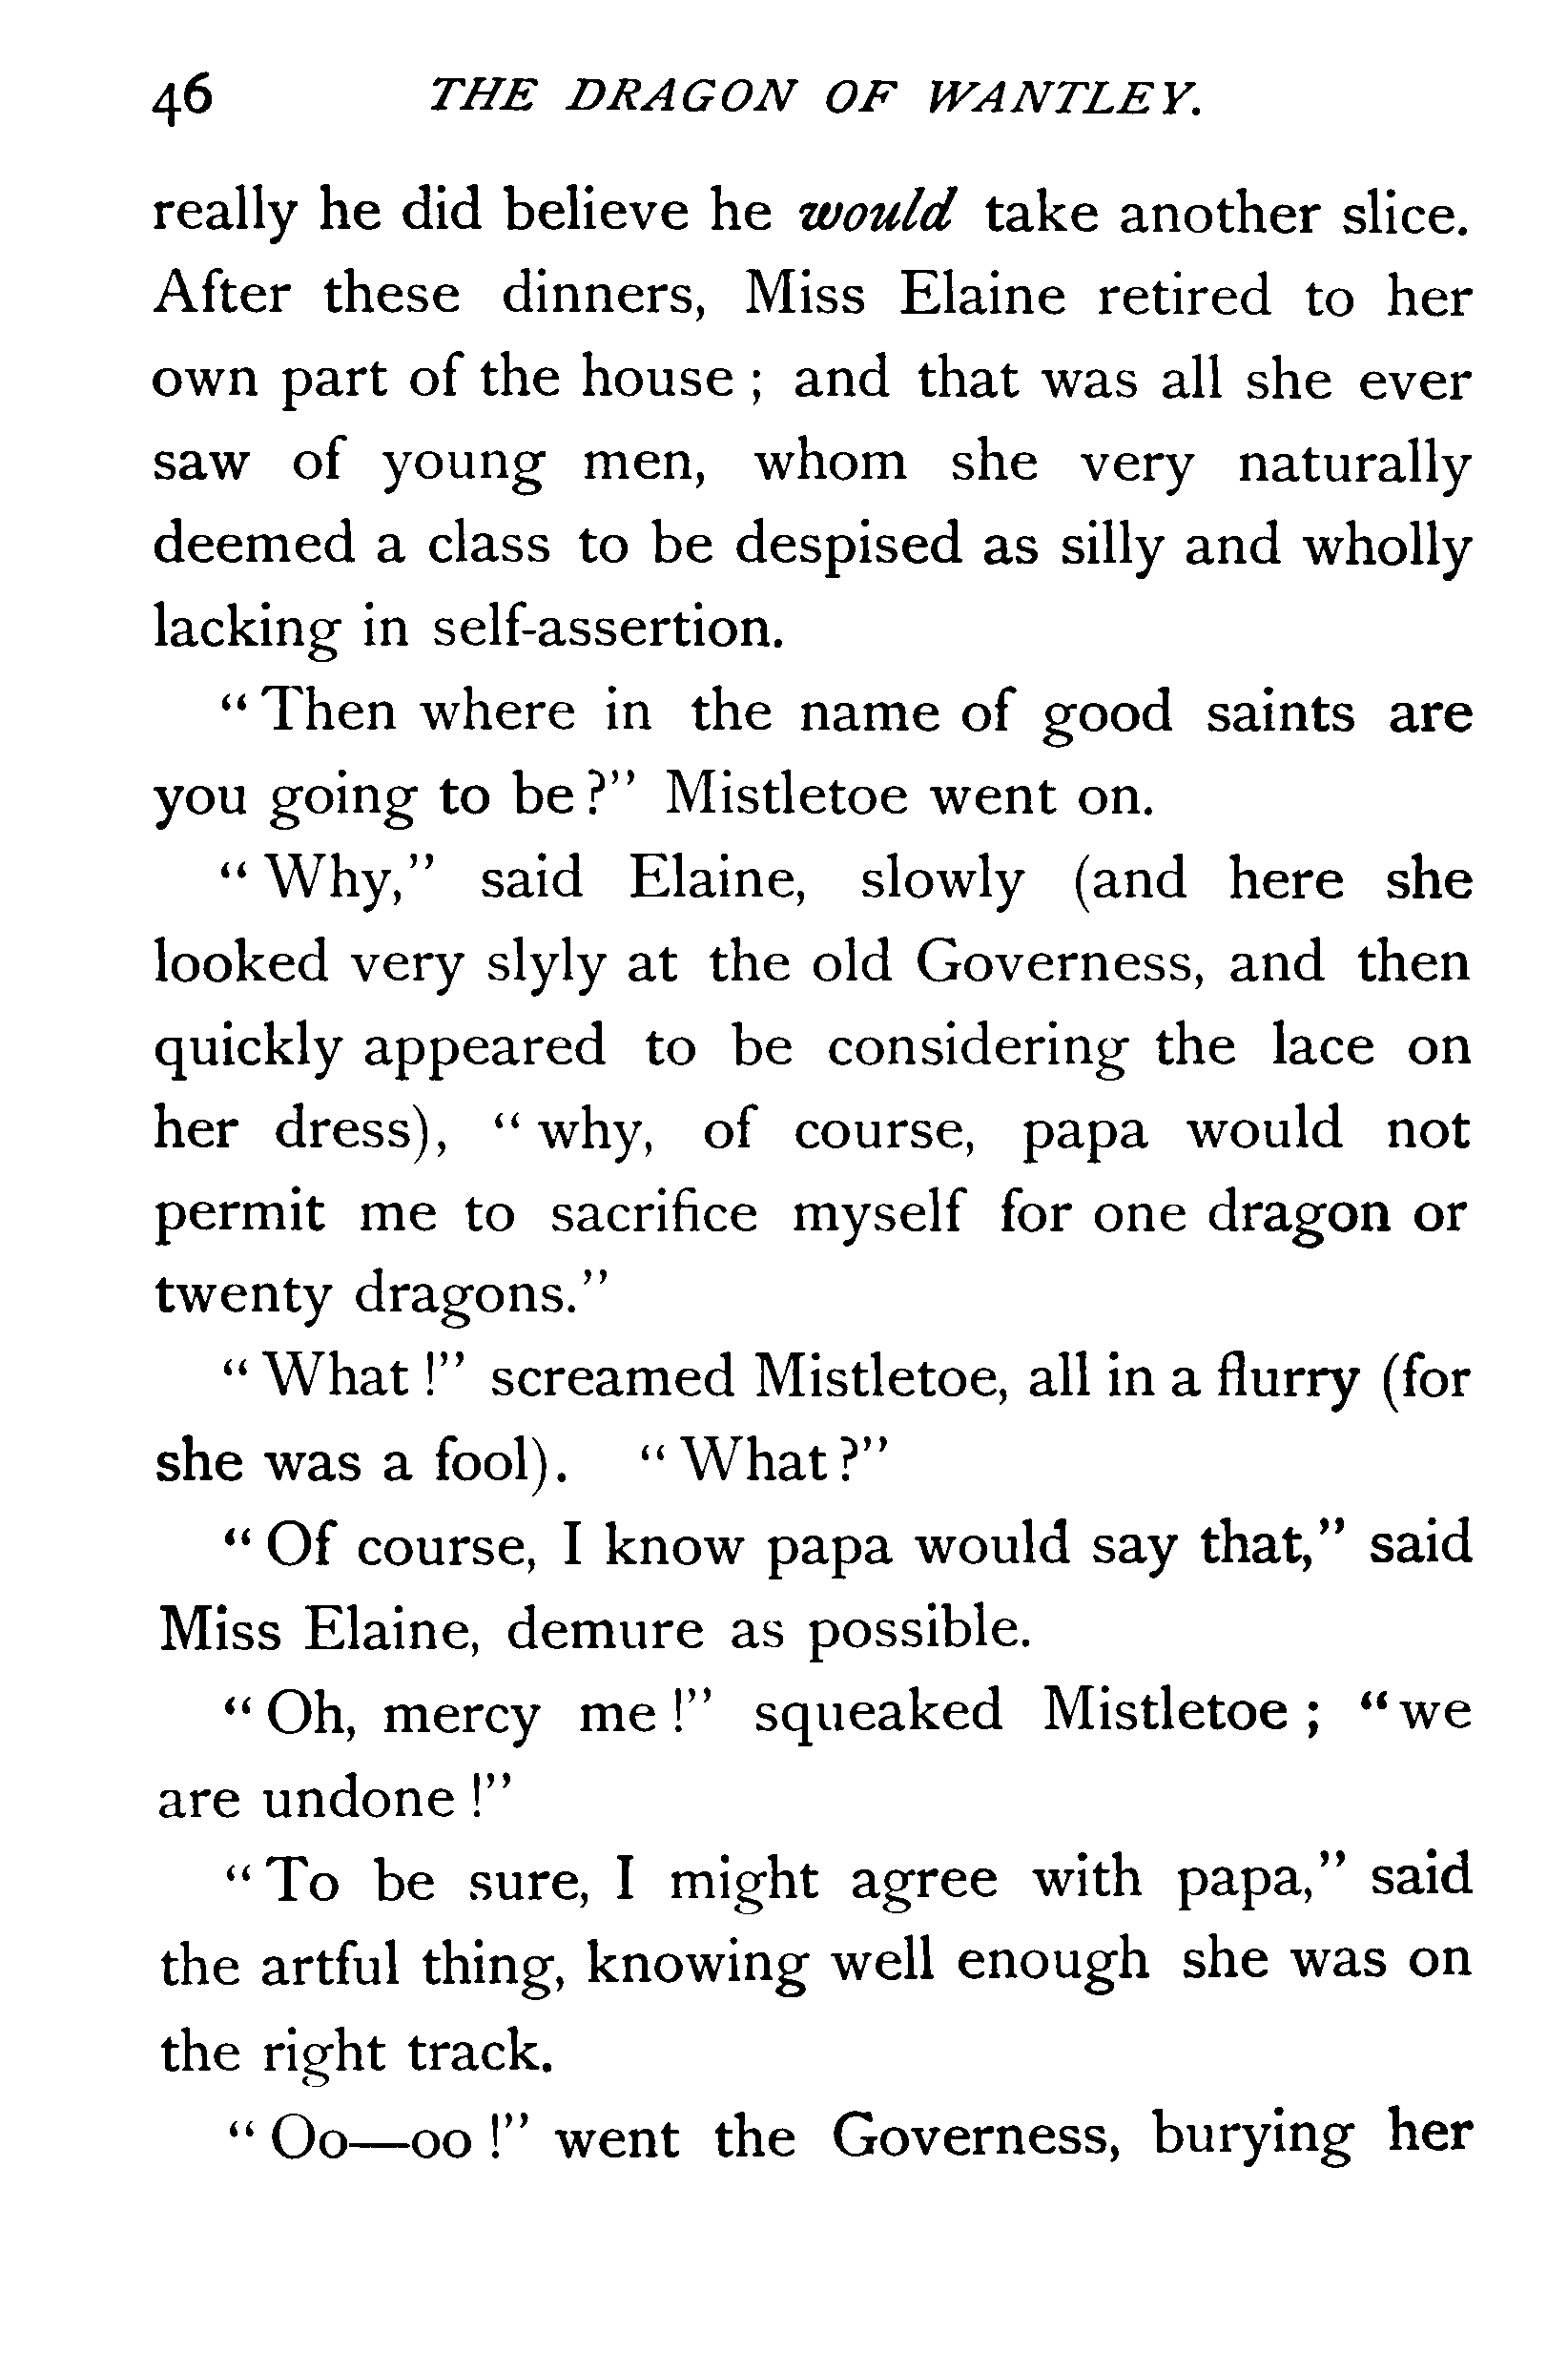 46 THE DRAGON OF WANTLEY.
really he did believe he would take another slice.
After these dinners, Miss Elaine retired to her
own part of the house ; and that was all she ever
saw of young men, whom she very naturally
deemed a class to be despised as silly and wholly
lacking in self-assertion.
“ Then where in the name of good saints are
you going to be ?” Mistletoe went on.
“ Why,” said Elaine, slowly (and here she
looked very slyly at the old Governess, and then
quickly appeared to be considering the lace on
her dress), “ why, of course, papa would not
permit me to sacrifice myself for one dragon or
twenty dragons.”
“ What !” screamed Mistletoe, all in a flurry (for
she was a fool). “ What ?”
“ Of course, I know papa would say that,” said
Miss Elaine, demure as possible.
“ Oh, mercy me !” squeaked Mistletoe ; “ we
are undone !”
“ To be sure, I might agree with papa,” said
the artful thing, knowing well enough she was on
the right track.
“ Oo—oo !” went the Governess, burying her